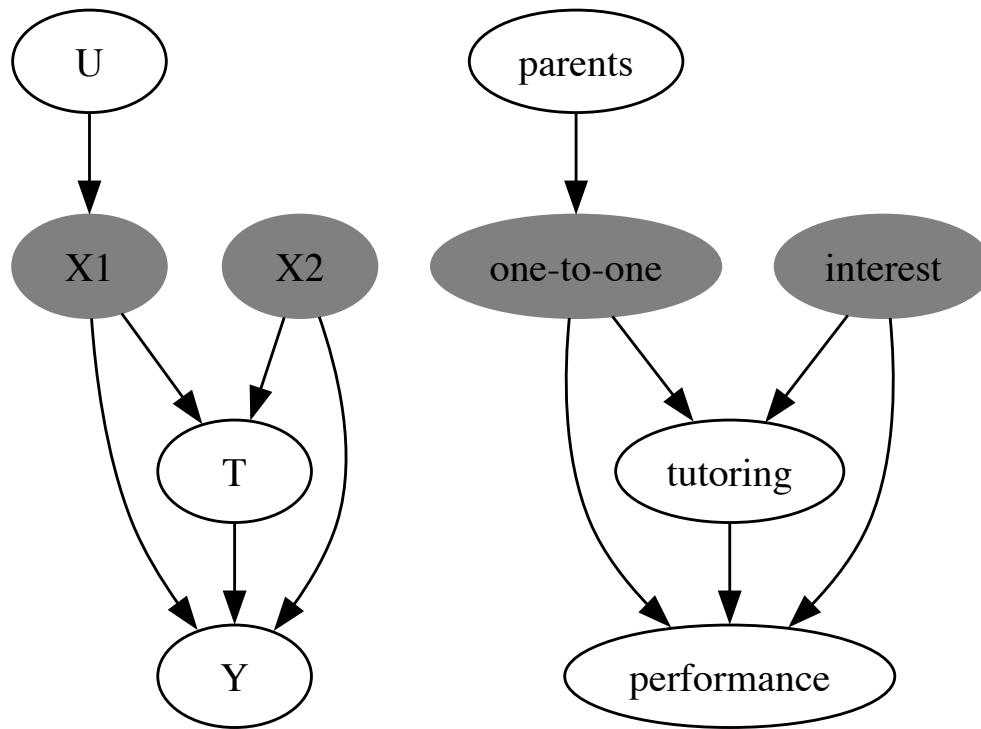 U
parents
X1
X2
one-to-one
interest
T
tutoring
Y
performance